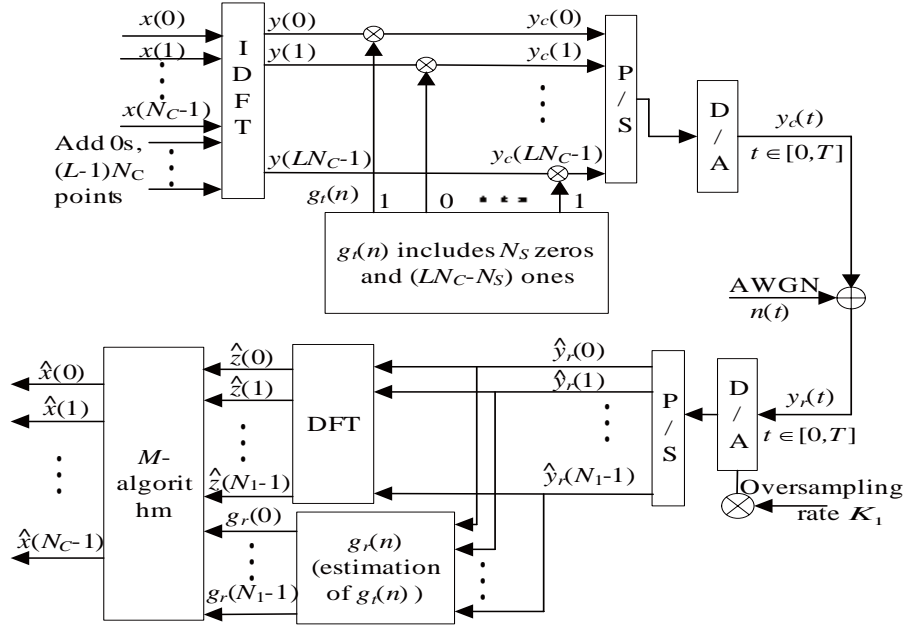 x(0)
x(1)
x(N_C-1)
Add 0s,
(L-1)N_C
points
I
D
F
T
y(0)
y(1)
y(LN_C-1)
g_t(n)
1
0
1
y_c(0)
y_c(1)
y_c(LN_C-1)
P
/
S
D
/
A
y_c(t)
t ∈ [0,T]
g_t(n) includes N_S zeros
and (LN_C-N_S) ones
AWGN
n(t)
x̂(0)
x̂(1)
x̂(N_C-1)
M-
algorit
hm
ẑ(0)
ẑ(1)
ẑ(N_1-1)
g_r(0)
g_r(N_1-1)
DFT
g_r(n)
(estimation
of g_t(n) )
ŷ_r(0)
ŷ_r(1)
ŷ_r(N_1-1)
P
/
S
D
/
A
y_r(t)
t ∈ [0,T]
Oversampling
rate K_1